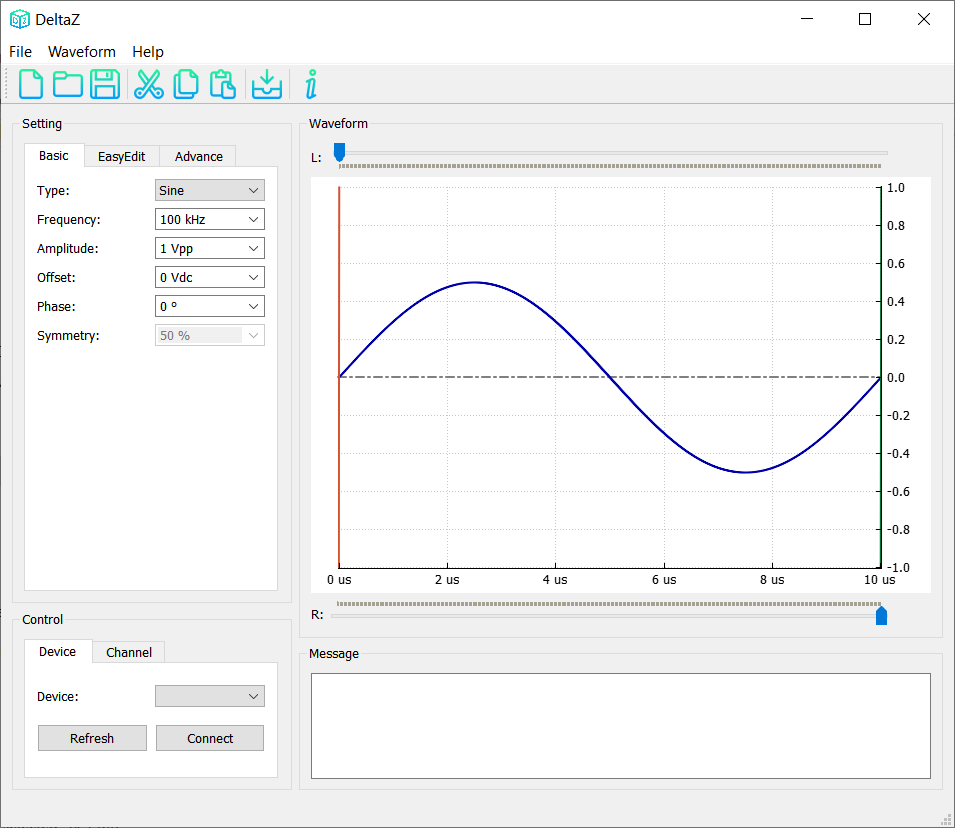 DeltaZ
File Waveform Help
Setting
Basic EasyEdit Advance
Type: Sine
Frequency: 100 kHz
Amplitude: 1 Vpp
Offset: 0 Vdc
Phase: 0 º
Symmetry: 50 %
Control
Device Channel
Device:
Refresh Connect
Waveform
L:
1.0
0.8
0.6
0.4
0.2
0.0
-0.2
-0.4
-0.6
-0.8
-1.0
0 us 2 us 4 us 6 us 8 us 10 us
R:
Message